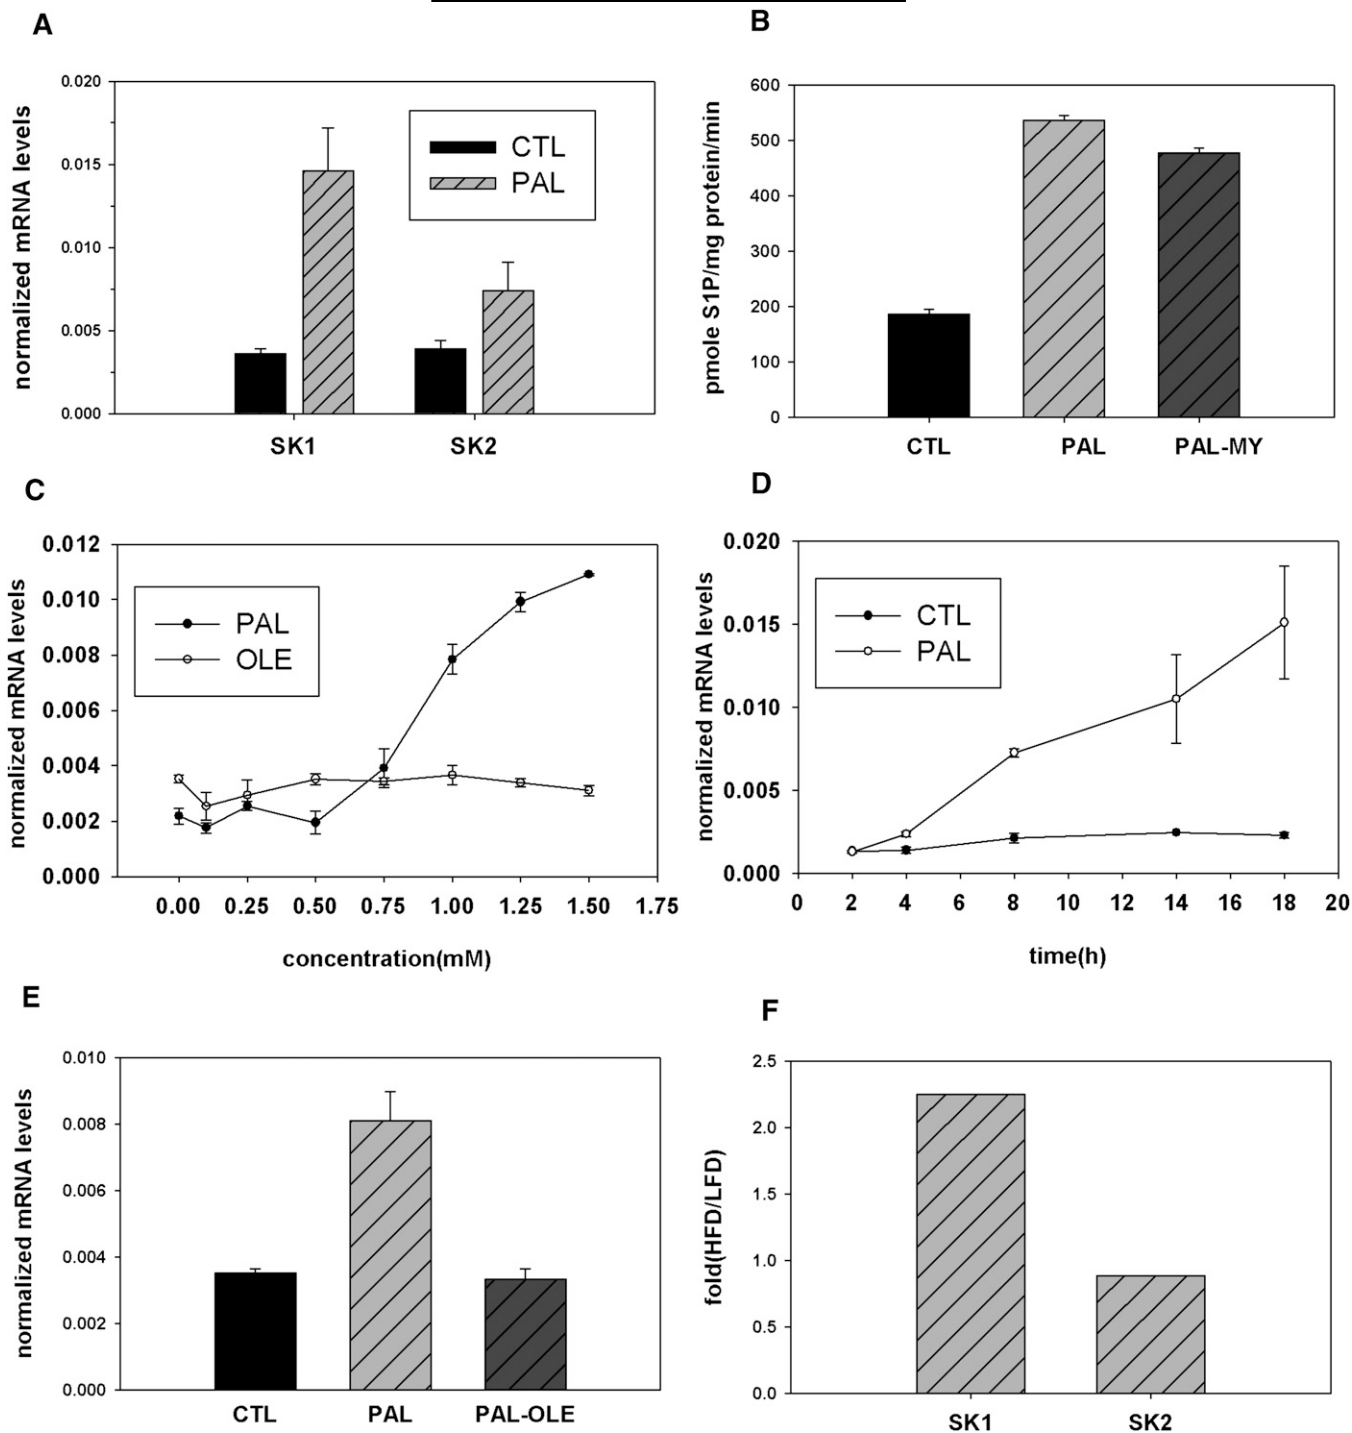 A
normalized mRNA levels
0.020
0.015
0.010
0.005
0.000
CTL
PAL
SK1 SK2
B
pmole S1P/mg protein/min
600
500
400
300
200
100
0
CTL PAL PAL-MY
C
normalized mRNA levels
0.012
0.010
0.008
0.006
0.004
0.002
0.000
PAL
OLE
0.00 0.25 0.50 0.75 1.00 1.25 1.50 1.75
concentration(mM)
D
normalized mRNA levels
0.020
0.015
0.010
0.005
0.000
CTL
PAL
0 2 4 6 8 10 12 14 16 18 20
time(h)
E
normalized mRNA levels
0.010
0.008
0.006
0.004
0.002
0.000
CTL PAL PAL-OLE
F
fold(HFD/LFD)
2.5
2.0
1.5
1.0
0.5
0.0
SK1 SK2